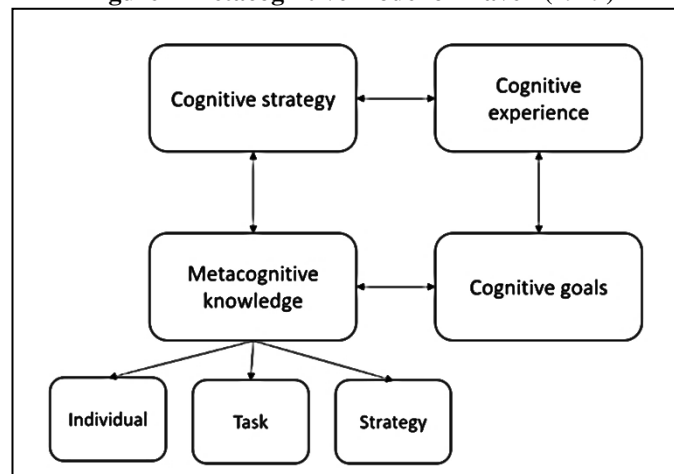 Cognitive strategy
Cognitive
experience
Metacognitive
knowledge
Cognitive goals
Individual
Task
Strategy